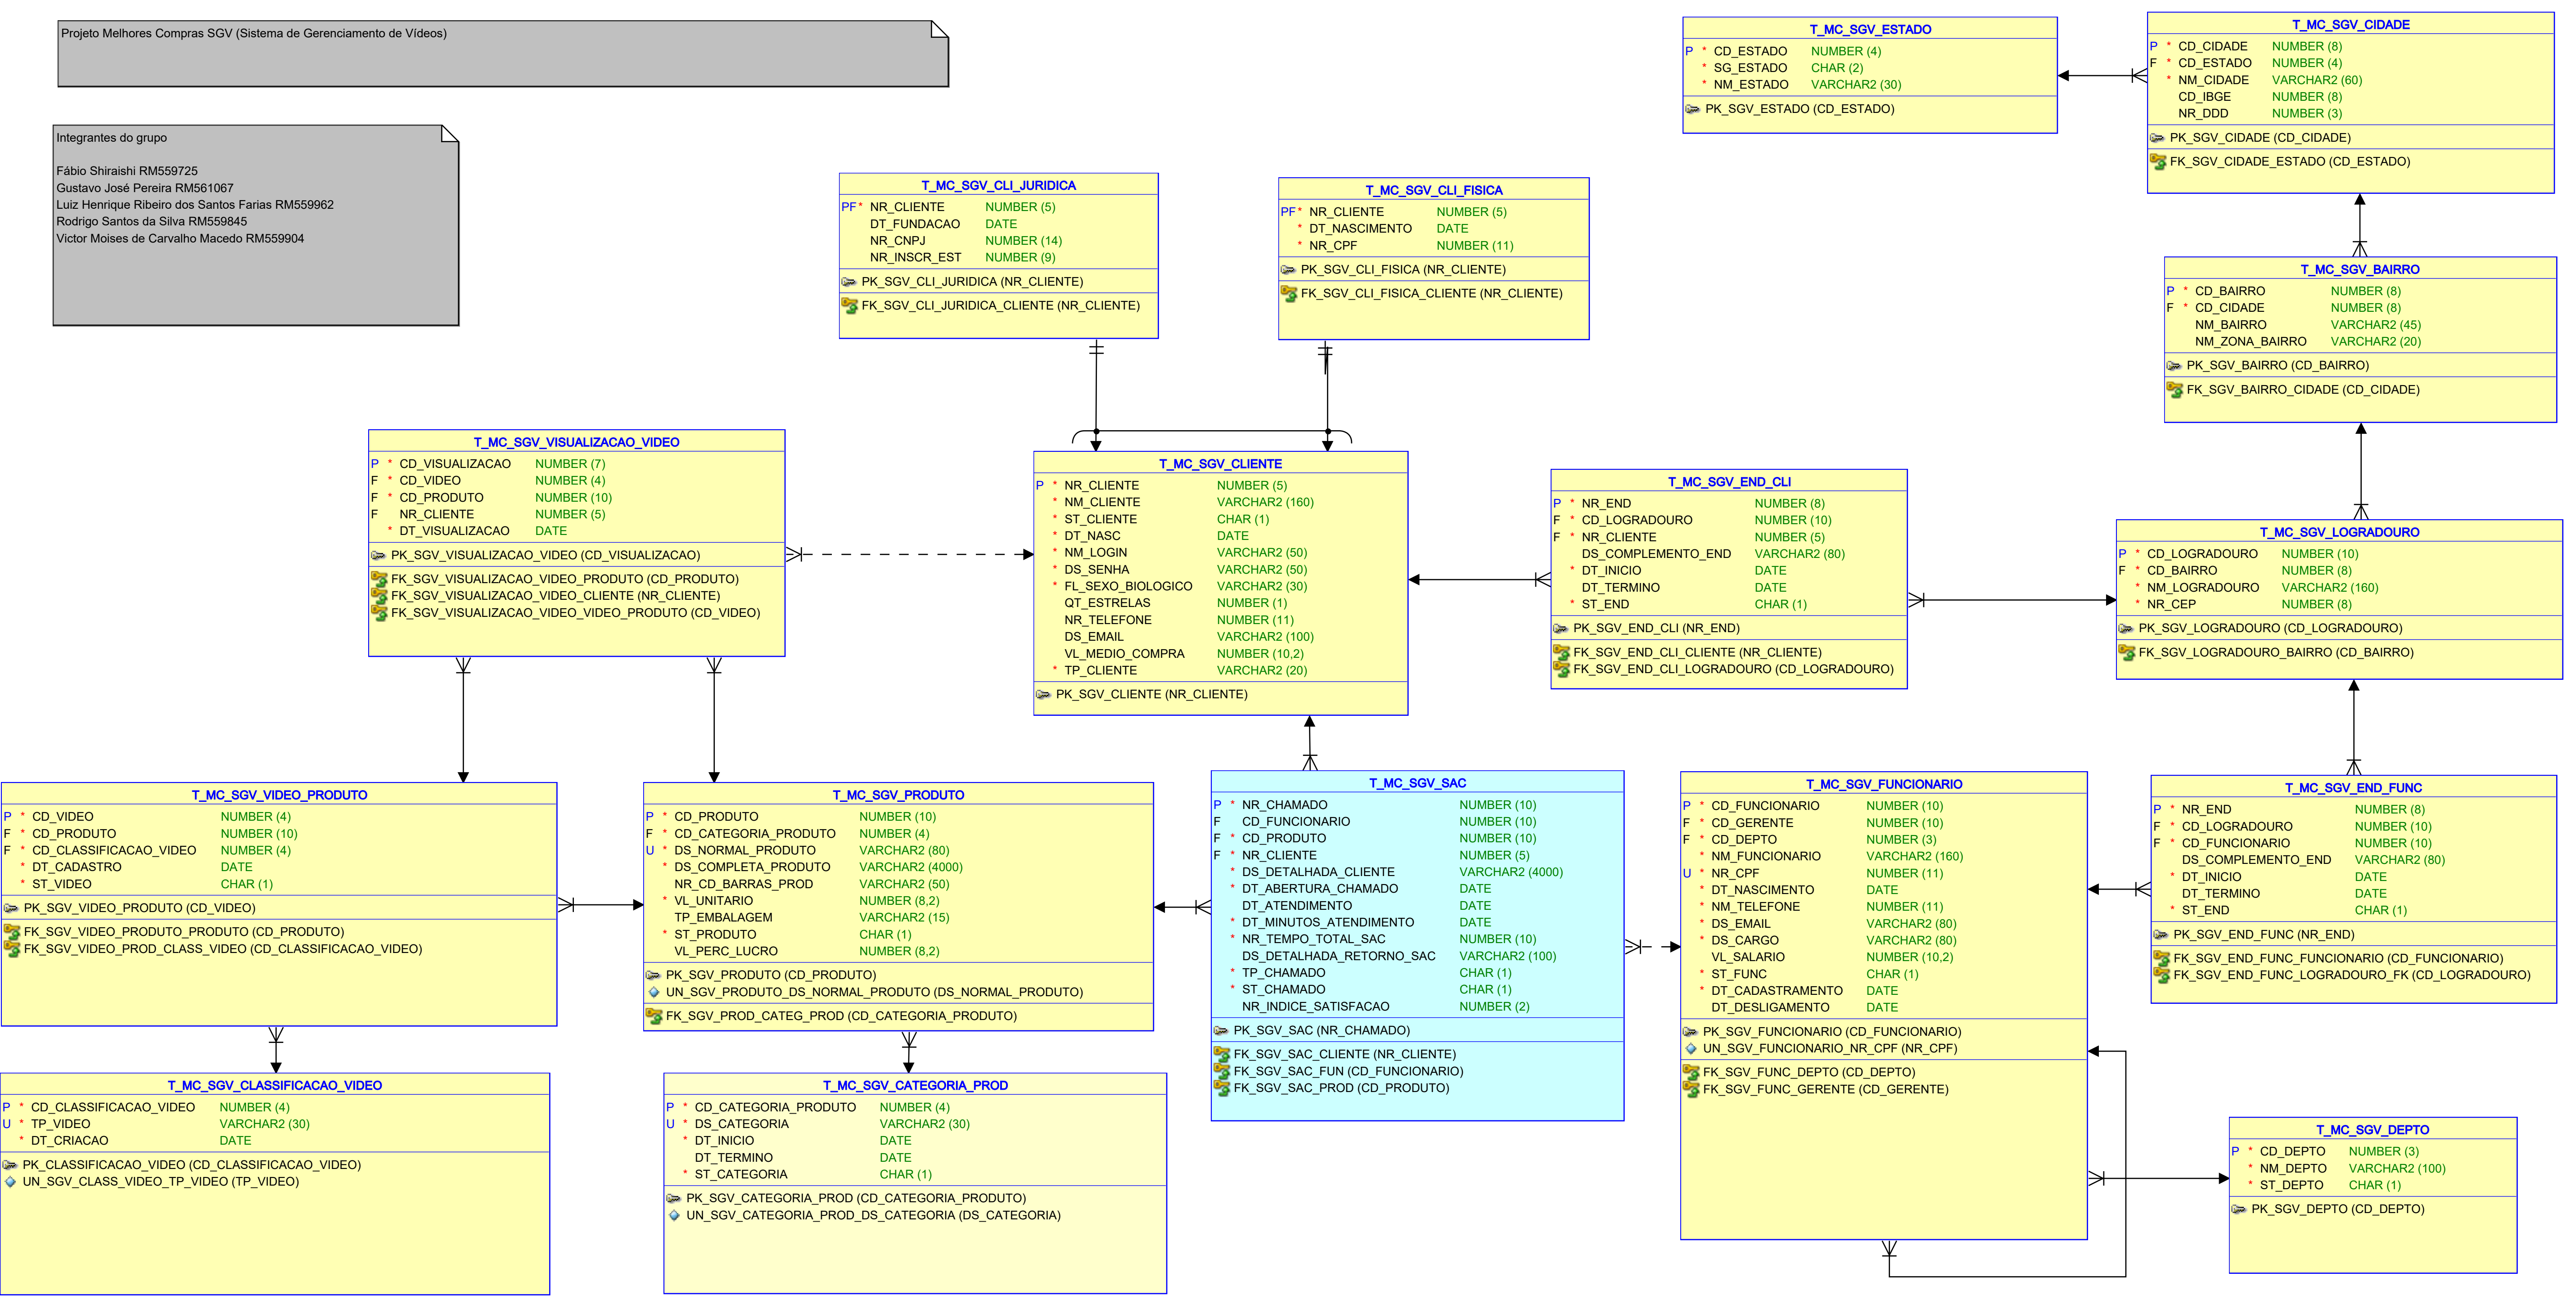 Projeto Melhores Compras SGV (Sistema de Gerenciamento de Vídeos)
Integrantes do grupo
Fábio Shiraishi RM559725
Gustavo José Pereira RM561067
Luiz Henrique Ribeiro dos Santos Farias RM559962
Rodrigo Santos da Silva RM559845
Victor Moises de Carvalho Macedo RM559904
T_MC_SGV_ESTADO
P * CD_ESTADO NUMBER (4)
* SG_ESTADO CHAR (2)
* NM_ESTADO VARCHAR2 (30)
PK_SGV_ESTADO (CD_ESTADO)
T_MC_SGV_CIDADE
P * CD_CIDADE NUMBER (8)
F * CD_ESTADO NUMBER (4)
* NM_CIDADE VARCHAR2 (60)
CD_IBGE NUMBER (8)
NR_DDD NUMBER (3)
PK_SGV_CIDADE (CD_CIDADE)
FK_SGV_CIDADE_ESTADO (CD_ESTADO)
T_MC_SGV_CLI_JURIDICA
PF* NR_CLIENTE NUMBER (5)
DT_FUNDACAO DATE
NR_CNPJ NUMBER (14)
NR_INSCR_EST NUMBER (9)
PK_SGV_CLI_JURIDICA (NR_CLIENTE)
FK_SGV_CLI_JURIDICA_CLIENTE (NR_CLIENTE)
T_MC_SGV_CLI_FISICA
PF* NR_CLIENTE NUMBER (5)
* DT_NASCIMENTO DATE
* NR_CPF NUMBER (11)
PK_SGV_CLI_FISICA (NR_CLIENTE)
FK_SGV_CLI_FISICA_CLIENTE (NR_CLIENTE)
T_MC_SGV_BAIRRO
P * CD_BAIRRO NUMBER (8)
F * CD_CIDADE NUMBER (8)
NM_BAIRRO VARCHAR2 (45)
NM_ZONA_BAIRRO VARCHAR2 (20)
PK_SGV_BAIRRO (CD_BAIRRO)
FK_SGV_BAIRRO_CIDADE (CD_CIDADE)
T_MC_SGV_VISUALIZACAO_VIDEO
P * CD_VISUALIZACAO NUMBER (7)
F * CD_VIDEO NUMBER (4)
F * CD_PRODUTO NUMBER (10)
F NR_CLIENTE NUMBER (5)
* DT_VISUALIZACAO DATE
PK_SGV_VISUALIZACAO_VIDEO (CD_VISUALIZACAO)
FK_SGV_VISUALIZACAO_VIDEO_PRODUTO (CD_PRODUTO)
FK_SGV_VISUALIZACAO_VIDEO_CLIENTE (NR_CLIENTE)
FK_SGV_VISUALIZACAO_VIDEO_VIDEO_PRODUTO (CD_VIDEO)
T_MC_SGV_CLIENTE
P * NR_CLIENTE NUMBER (5)
* NM_CLIENTE VARCHAR2 (160)
* ST_CLIENTE CHAR (1)
* DT_NASC DATE
* NM_LOGIN VARCHAR2 (50)
* DS_SENHA VARCHAR2 (50)
* FL_SEXO_BIOLOGICO VARCHAR2 (30)
QT_ESTRELAS NUMBER (1)
NR_TELEFONE NUMBER (11)
DS_EMAIL VARCHAR2 (100)
VL_MEDIO_COMPRA NUMBER (10,2)
* TP_CLIENTE VARCHAR2 (20)
PK_SGV_CLIENTE (NR_CLIENTE)
T_MC_SGV_END_CLI
P * NR_END NUMBER (8)
F * CD_LOGRADOURO NUMBER (10)
F * NR_CLIENTE NUMBER (5)
DS_COMPLEMENTO_END VARCHAR2 (80)
* DT_INICIO DATE
DT_TERMINO DATE
* ST_END CHAR (1)
PK_SGV_END_CLI (NR_END)
FK_SGV_END_CLI_CLIENTE (NR_CLIENTE)
FK_SGV_END_CLI_LOGRADOURO (CD_LOGRADOURO)
T_MC_SGV_LOGRADOURO
P * CD_LOGRADOURO NUMBER (10)
F * CD_BAIRRO NUMBER (8)
* NM_LOGRADOURO VARCHAR2 (160)
* NR_CEP NUMBER (8)
PK_SGV_LOGRADOURO (CD_LOGRADOURO)
FK_SGV_LOGRADOURO_BAIRRO (CD_BAIRRO)
T_MC_SGV_VIDEO_PRODUTO
P * CD_VIDEO NUMBER (4)
F * CD_PRODUTO NUMBER (10)
F * CD_CLASSIFICACAO_VIDEO NUMBER (4)
* DT_CADASTRO DATE
* ST_VIDEO CHAR (1)
PK_SGV_VIDEO_PRODUTO (CD_VIDEO)
FK_SGV_VIDEO_PRODUTO_PRODUTO (CD_PRODUTO)
FK_SGV_VIDEO_PROD_CLASS_VIDEO (CD_CLASSIFICACAO_VIDEO)
T_MC_SGV_PRODUTO
P * CD_PRODUTO NUMBER (10)
F * CD_CATEGORIA_PRODUTO NUMBER (4)
U * DS_NORMAL_PRODUTO VARCHAR2 (80)
* DS_COMPLETA_PRODUTO VARCHAR2 (4000)
NR_CD_BARRAS_PROD VARCHAR2 (50)
* VL_UNITARIO NUMBER (8,2)
TP_EMBALAGEM VARCHAR2 (15)
* ST_PRODUTO CHAR (1)
VL_PERC_LUCRO NUMBER (8,2)
PK_SGV_PRODUTO (CD_PRODUTO)
UN_SGV_PRODUTO_DS_NORMAL_PRODUTO (DS_NORMAL_PRODUTO)
FK_SGV_PROD_CATEG_PROD (CD_CATEGORIA_PRODUTO)
T_MC_SGV_SAC
P * NR_CHAMADO NUMBER (10)
F CD_FUNCIONARIO NUMBER (10)
F * CD_PRODUTO NUMBER (10)
F * NR_CLIENTE NUMBER (5)
* DS_DETALHADA_CLIENTE VARCHAR2 (4000)
* DT_ABERTURA_CHAMADO DATE
DT_ATENDIMENTO DATE
* DT_MINUTOS_ATENDIMENTO DATE
* NR_TEMPO_TOTAL_SAC NUMBER (10)
DS_DETALHADA_RETORNO_SAC VARCHAR2 (100)
* TP_CHAMADO CHAR (1)
* ST_CHAMADO CHAR (1)
NR_INDICE_SATISFACAO NUMBER (2)
PK_SGV_SAC (NR_CHAMADO)
FK_SGV_SAC_CLIENTE (NR_CLIENTE)
FK_SGV_SAC_FUN (CD_FUNCIONARIO)
FK_SGV_SAC_PROD (CD_PRODUTO)
T_MC_SGV_FUNCIONARIO
P * CD_FUNCIONARIO NUMBER (10)
F * CD_GERENTE NUMBER (10)
F * CD_DEPTO NUMBER (3)
* NM_FUNCIONARIO VARCHAR2 (160)
U * NR_CPF NUMBER (11)
* DT_NASCIMENTO DATE
* NM_TELEFONE NUMBER (11)
* DS_EMAIL VARCHAR2 (80)
* DS_CARGO VARCHAR2 (80)
VL_SALARIO NUMBER (10,2)
* ST_FUNC CHAR (1)
* DT_CADASTRAMENTO DATE
DT_DESLIGAMENTO DATE
PK_SGV_FUNCIONARIO (CD_FUNCIONARIO)
UN_SGV_FUNCIONARIO_NR_CPF (NR_CPF)
FK_SGV_FUNC_DEPTO (CD_DEPTO)
FK_SGV_FUNC_GERENTE (CD_GERENTE)
T_MC_SGV_END_FUNC
P * NR_END NUMBER (8)
F * CD_LOGRADOURO NUMBER (10)
F * CD_FUNCIONARIO NUMBER (10)
DS_COMPLEMENTO_END VARCHAR2 (80)
* DT_INICIO DATE
DT_TERMINO DATE
* ST_END CHAR (1)
PK_SGV_END_FUNC (NR_END)
FK_SGV_END_FUNC_FUNCIONARIO (CD_FUNCIONARIO)
FK_SGV_END_FUNC_LOGRADOURO_FK (CD_LOGRADOURO)
T_MC_SGV_CLASSIFICACAO_VIDEO
P * CD_CLASSIFICACAO_VIDEO NUMBER (4)
U * TP_VIDEO VARCHAR2 (30)
* DT_CRIACAO DATE
PK_CLASSIFICACAO_VIDEO (CD_CLASSIFICACAO_VIDEO)
UN_SGV_CLASS_VIDEO_TP_VIDEO (TP_VIDEO)
T_MC_SGV_CATEGORIA_PROD
P * CD_CATEGORIA_PRODUTO NUMBER (4)
U * DS_CATEGORIA VARCHAR2 (30)
* DT_INICIO DATE
DT_TERMINO DATE
* ST_CATEGORIA CHAR (1)
PK_SGV_CATEGORIA_PROD (CD_CATEGORIA_PRODUTO)
UN_SGV_CATEGORIA_PROD_DS_CATEGORIA (DS_CATEGORIA)
T_MC_SGV_DEPTO
P * CD_DEPTO NUMBER (3)
* NM_DEPTO VARCHAR2 (100)
* ST_DEPTO CHAR (1)
PK_SGV_DEPTO (CD_DEPTO)